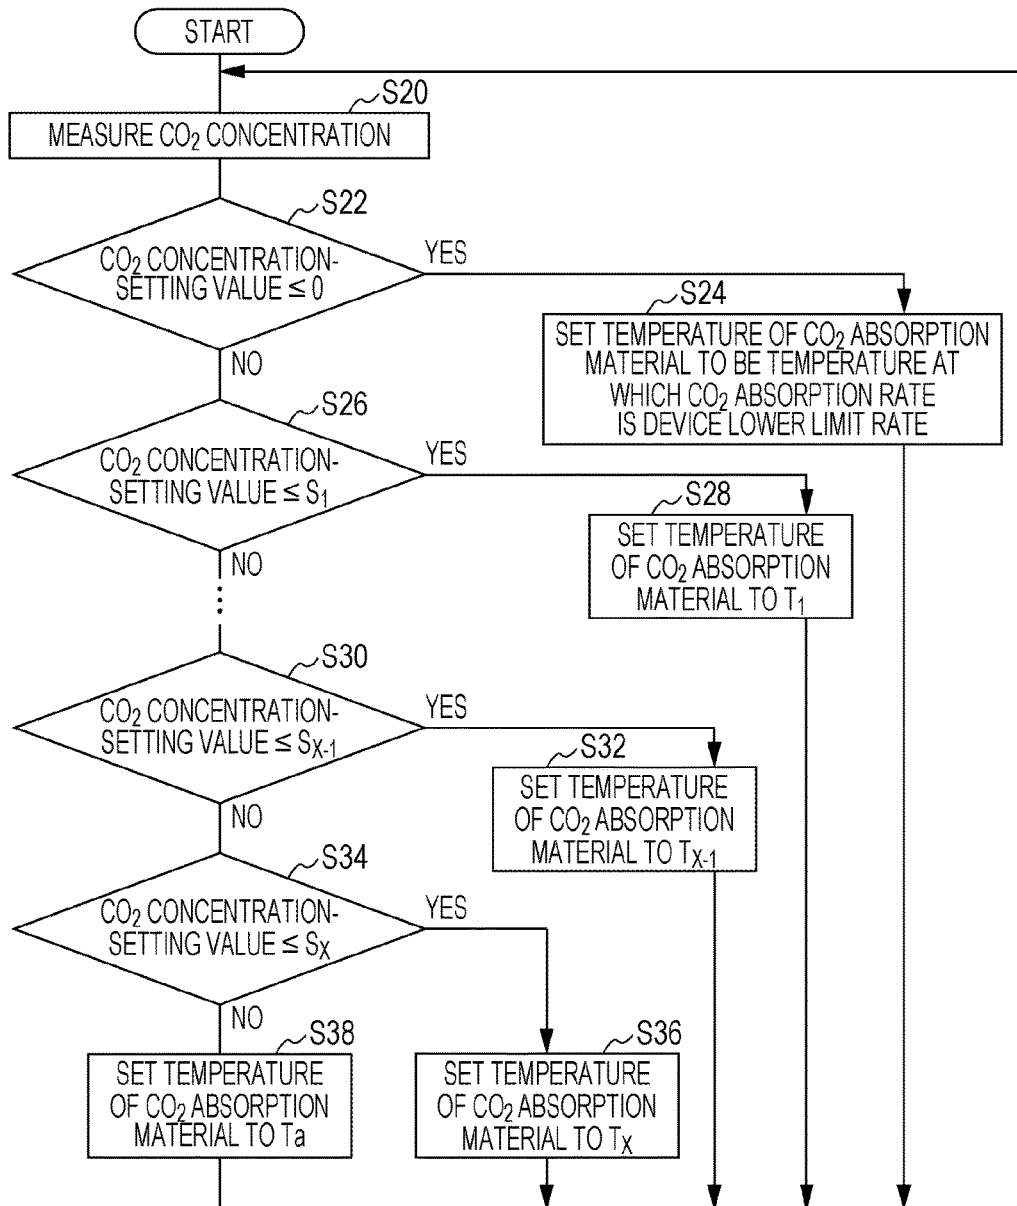 START
S20
MEASURE CO₂ CONCENTRATION
S22
CO₂ CONCENTRATION-
SETTING VALUE ≤ 0
YES
NO
S24
SET TEMPERATURE OF CO₂ ABSORPTION
MATERIAL TO BE TEMPERATURE AT
WHICH CO₂ ABSORPTION RATE
IS DEVICE LOWER LIMIT RATE
S26
CO₂ CONCENTRATION-
SETTING VALUE ≤ S₁
YES
NO
S28
SET TEMPERATURE
OF CO₂ ABSORPTION
MATERIAL TO T₁
S30
CO₂ CONCENTRATION-
SETTING VALUE ≤ Sₓ₋₁
YES
NO
S32
SET TEMPERATURE
OF CO₂ ABSORPTION
MATERIAL TO Tₓ₋₁
S34
CO₂ CONCENTRATION-
SETTING VALUE ≤ Sₓ
YES
NO
S38
SET TEMPERATURE
OF CO₂ ABSORPTION
MATERIAL TO Ta
S36
SET TEMPERATURE
OF CO₂ ABSORPTION
MATERIAL TO Tₓ